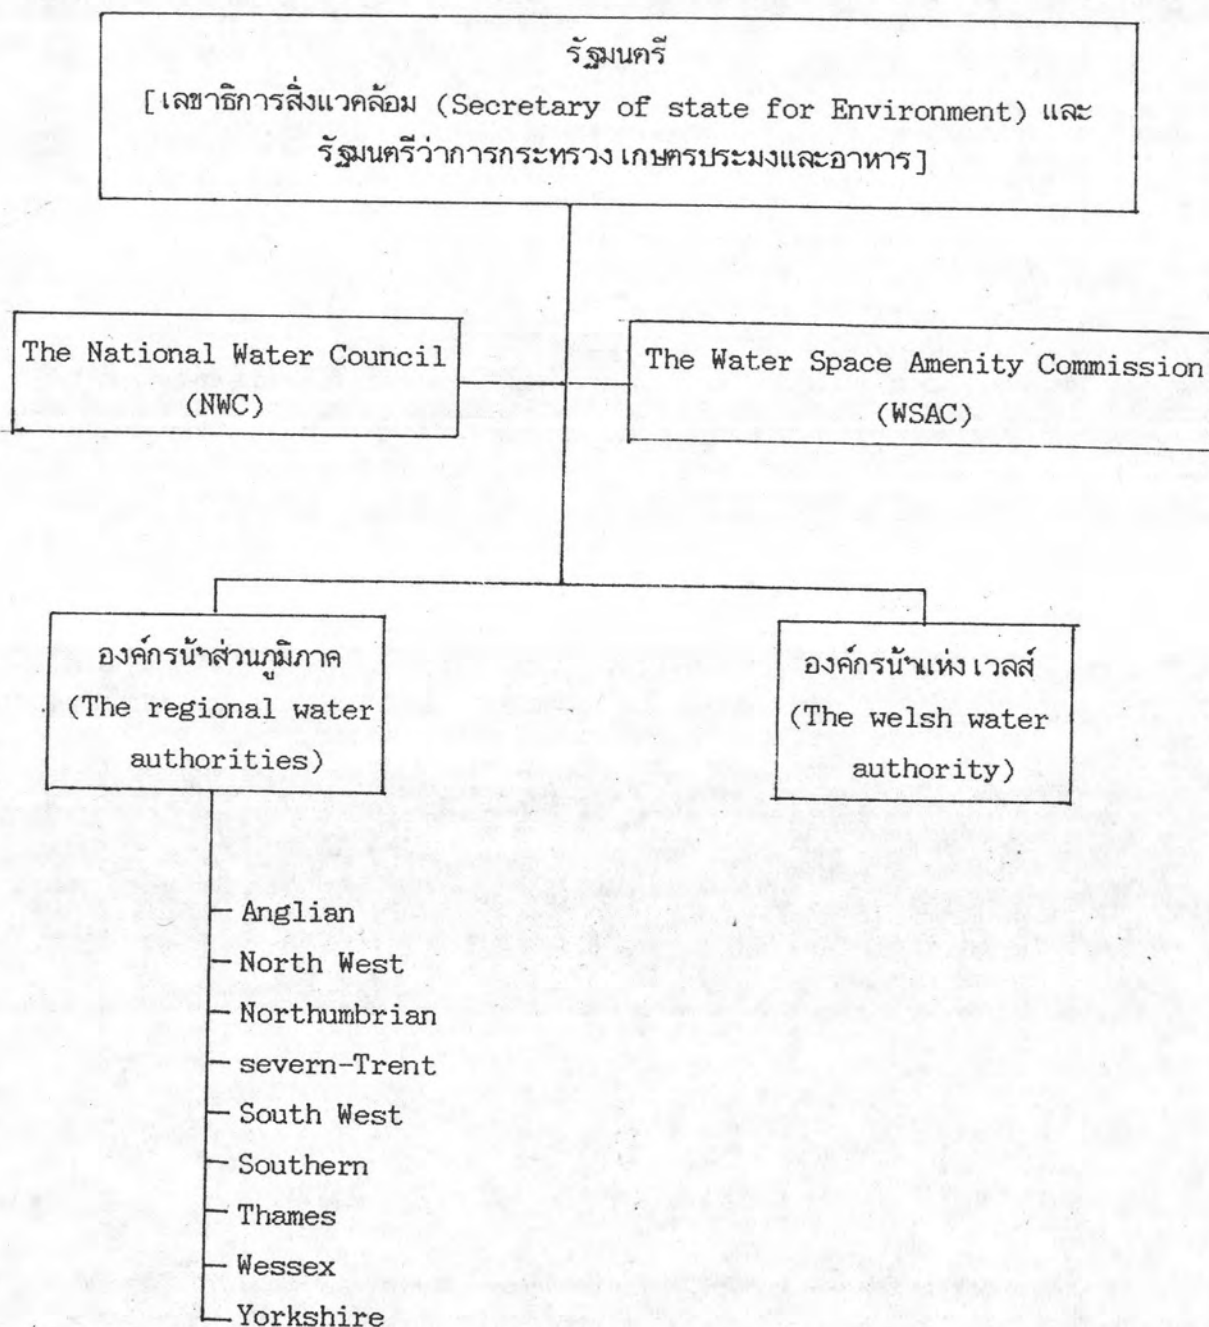 รัฐมนตรี
[เลขาธิการสิ่งแวดล้อม (Secretary of state for Environment) และ
รัฐมนตรีว่าการกระทรวงเกษตรประมงและอาหาร]
The National Water Council
(NWC)
The Water Space Amenity Commission
(WSAC)
องค์กรน้ำส่วนภูมิภาค
(The regional water
authorities)
องค์กรน้ำแห่งเวลส์
(The welsh water
authority)
Anglian
North West
Northumbrian
severn-Trent
South West
Southern
Thames
Wessex
Yorkshire